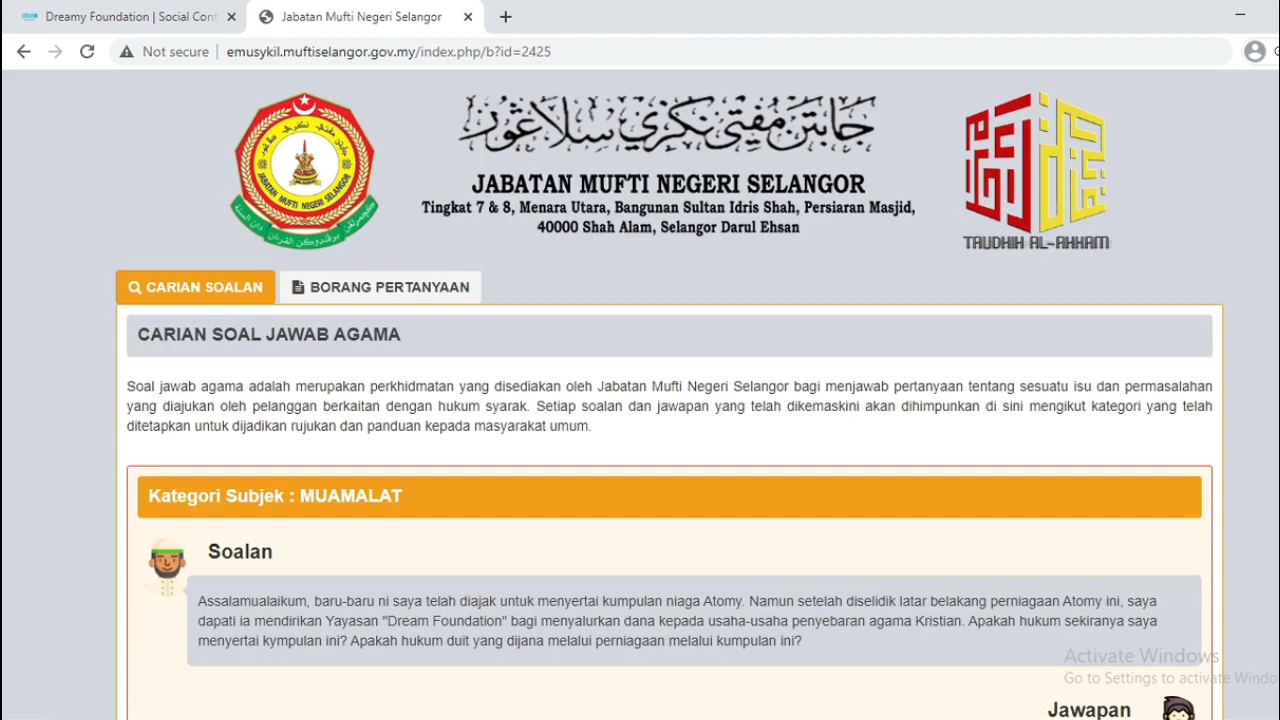 Dreamy Foundation | Social Cont
Jabatan Mufti Negeri Selangor
Not secure
emusykil.muftiselangor.gov.my/index.php/b?id=2425
جابتن مفتي نڬري سلاڠور
JABATAN MUFTI NEGERI SELANGOR
Tingkat 7 & 8, Menara Utara, Bangunan Sultan Idris Shah, Persiaran Masjid,
40000 Shah Alam, Selangor Darul Ehsan
JABATAN MUFTI NEGERI SELANGOR
TAUDHIH AL-AHKAM
CARIAN SOALAN
BORANG PERTANYAAN
CARIAN SOAL JAWAB AGAMA
Soal jawab agama adalah merupakan perkhidmatan yang disediakan oleh Jabatan Mufti Negeri Selangor bagi menjawab pertanyaan tentang sesuatu isu dan permasalahan
yang diajukan oleh pelanggan berkaitan dengan hukum syarak. Setiap soalan dan jawapan yang telah dikemaskini akan dihimpunkan di sini mengikut kategori yang telah
ditetapkan untuk dijadikan rujukan dan panduan kepada masyarakat umum.
Kategori Subjek : MUAMALAT
Soalan
Assalamualaikum, baru-baru ni saya telah diajak untuk menyertai kumpulan niaga Atomy. Namun setelah diselidik latar belakang perniagaan Atomy ini, saya
dapati ia mendirikan Yayasan "Dream Foundation" bagi menyalurkan dana kepada usaha-usaha penyebaran agama Kristian. Apakah hukum sekiranya saya
menyertai kympulan ini? Apakah hukum duit yang dijana melalui perniagaan melalui kumpulan ini?
Activate Windows
Go to Settings to activate Windo
Jawapan